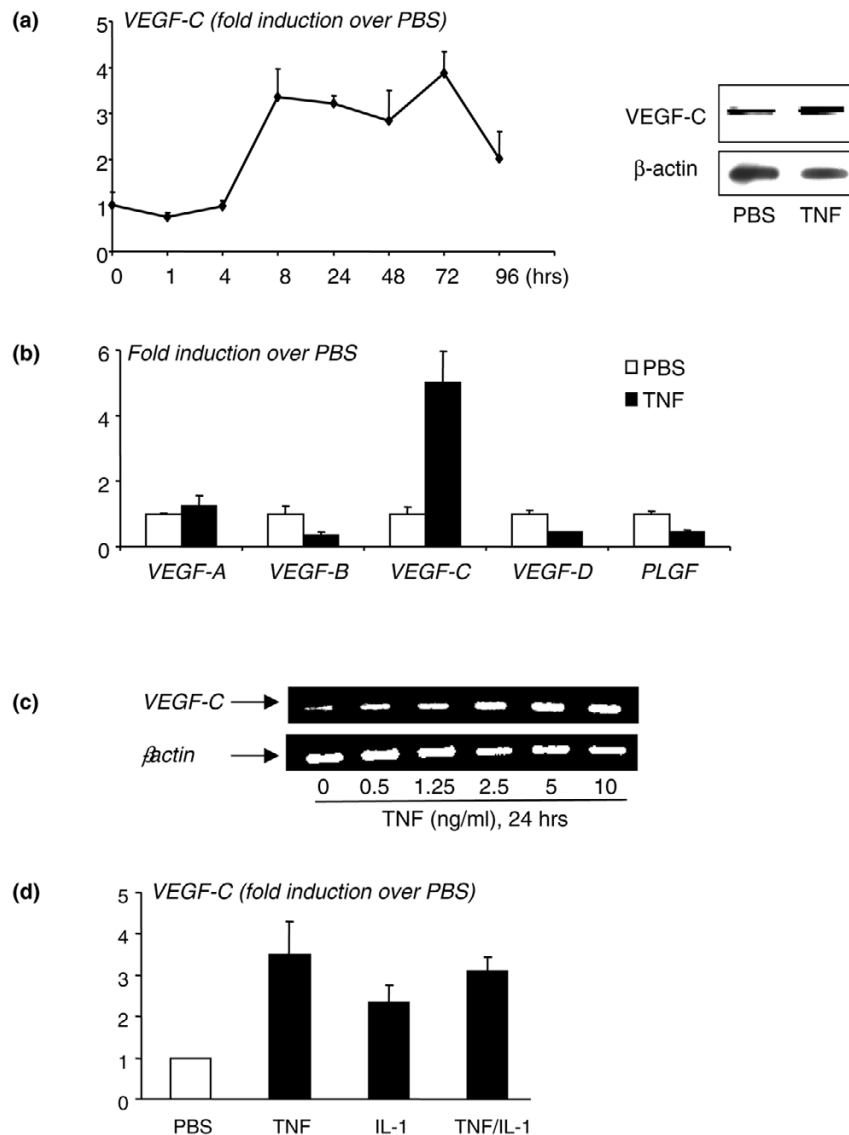 (a)
VEGF-C (fold induction over PBS)
5
4
3
2
1
0
0 1 4 8 24 48 72 96 (hrs)
VEGF-C
β-actin
PBS TNF
(b)
Fold induction over PBS
6
4
2
0
PBS
TNF
VEGF-A VEGF-B VEGF-C VEGF-D PLGF
(c)
VEGF-C
β-actin
0 0.5 1.25 2.5 5 10
TNF (ng/ml), 24 hrs
(d)
VEGF-C (fold induction over PBS)
5
4
3
2
1
0
PBS TNF IL-1 TNF/IL-1